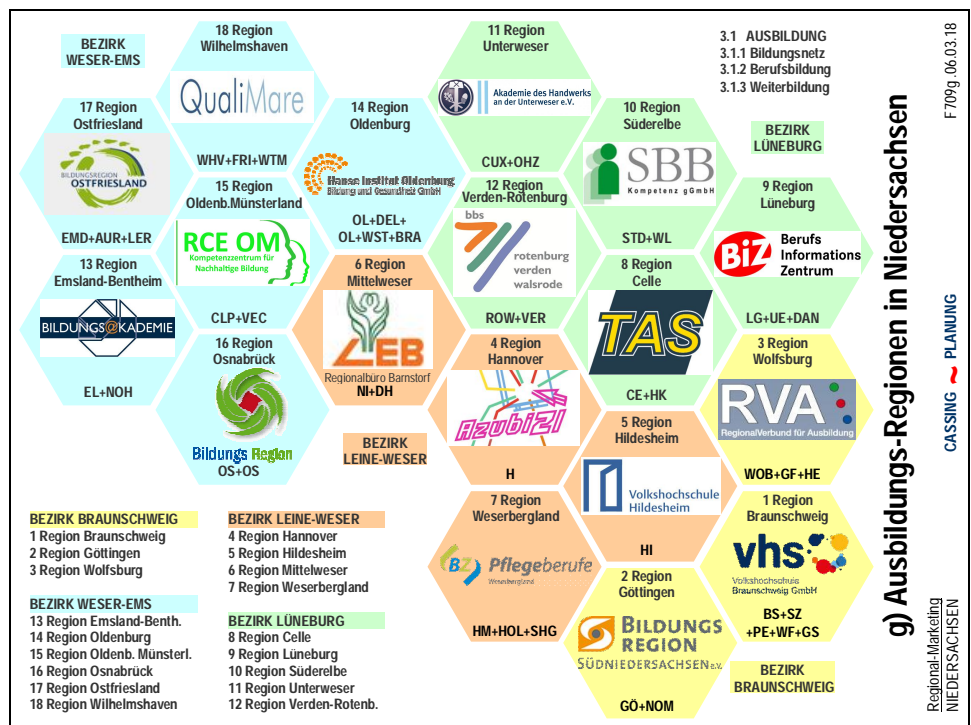 BEZIRK
WESER-EMS
18 Region
Wilhelmshaven
QualiMare
WHV+FRI+WTM
11 Region
Unterweser
Akademie des Handwerks
an der Unterweser e.V.
CUX+OHZ
3.1 AUSBILDUNG
3.1.1 Bildungsnetz
3.1.2 Berufsbildung
3.1.3 Weiterbildung
F 709g .06.03.18
17 Region
Ostfriesland
BILDUNGSREGION
OSTFRIESLAND
EMD+AUR+LER
14 Region
Oldenburg
Hanse Institut Oldenburg
Bildung und Gesundheit GmbH
OL+DEL+
OL+WST+BRA
10 Region
Süderelbe
SBB
Kompetenz gGmbH
STD+WL
BEZIRK
LÜNEBURG
15 Region
Oldenb.Münsterland
RCE OM
Kompetenzzentrum für
Nachhaltige Bildung
CLP+VEC
12 Region
Verden-Rotenburg
bbs
rotenburg
verden
walsrode
ROW+VER
9 Region
Lüneburg
BiZ
Berufs
Informations
Zentrum
LG+UE+DAN
13 Region
Emsland-Bentheim
BILDUNGS@KADEMIE
EL+NOH
6 Region
Mittelweser
LEB
Regionalbüro Barnstorf
NI+DH
8 Region
Celle
TAS
CE+HK
16 Region
Osnabrück
Bildungs Region
OS+OS
4 Region
Hannover
Azubi21
H
3 Region
Wolfsburg
RVA
RegionalVerbund für Ausbildung
WOB+GF+HE
BEZIRK
LEINE-WESER
5 Region
Hildesheim
Volkshochschule
Hildesheim
HI
7 Region
Weserbergland
BZ Pflegeberufe
Weserbergland
HM+HOL+SHG
1 Region
Braunschweig
vhs
Volkshochschule
Braunschweig GmbH
BS+SZ
+PE+WF+GS
2 Region
Göttingen
BILDUNGS
REGION
SÜDNIEDERSACHSEN e.V.
GÖ+NOM
BEZIRK
BRAUNSCHWEIG
BEZIRK BRAUNSCHWEIG
1 Region Braunschweig
2 Region Göttingen
3 Region Wolfsburg
BEZIRK WESER-EMS
13 Region Emsland-Benth.
14 Region Oldenburg
15 Region Oldenb. Münsterl.
16 Region Osnabrück
17 Region Ostfriesland
18 Region Wilhelmshaven
BEZIRK LEINE-WESER
4 Region Hannover
5 Region Hildesheim
6 Region Mittelweser
7 Region Weserbergland
BEZIRK LÜNEBURG
8 Region Celle
9 Region Lüneburg
10 Region Süderelbe
11 Region Unterweser
12 Region Verden-Rotenb.
g) Ausbildungs-Regionen in Niedersachsen
CASSING ~ PLANUNG
Regional-Marketing
NIEDERSACHSEN